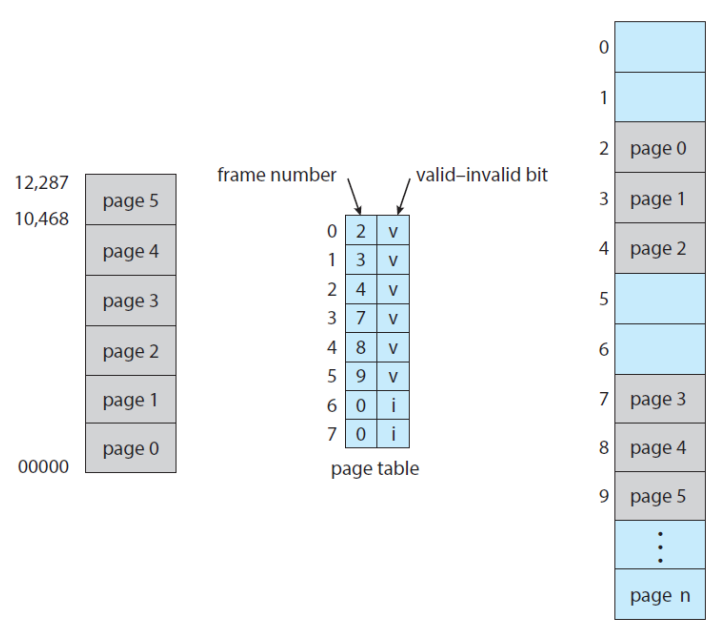 12,287
page 5
10,468
page 4
page 3
page 2
page 1
page 0
00000
frame number
valid–invalid bit
0 2 v
1 3 v
2 4 v
3 7 v
4 8 v
5 9 v
6 0 i
7 0 i
page table
0
1
2 page 0
3 page 1
4 page 2
5
6
7 page 3
8 page 4
9 page 5
page n